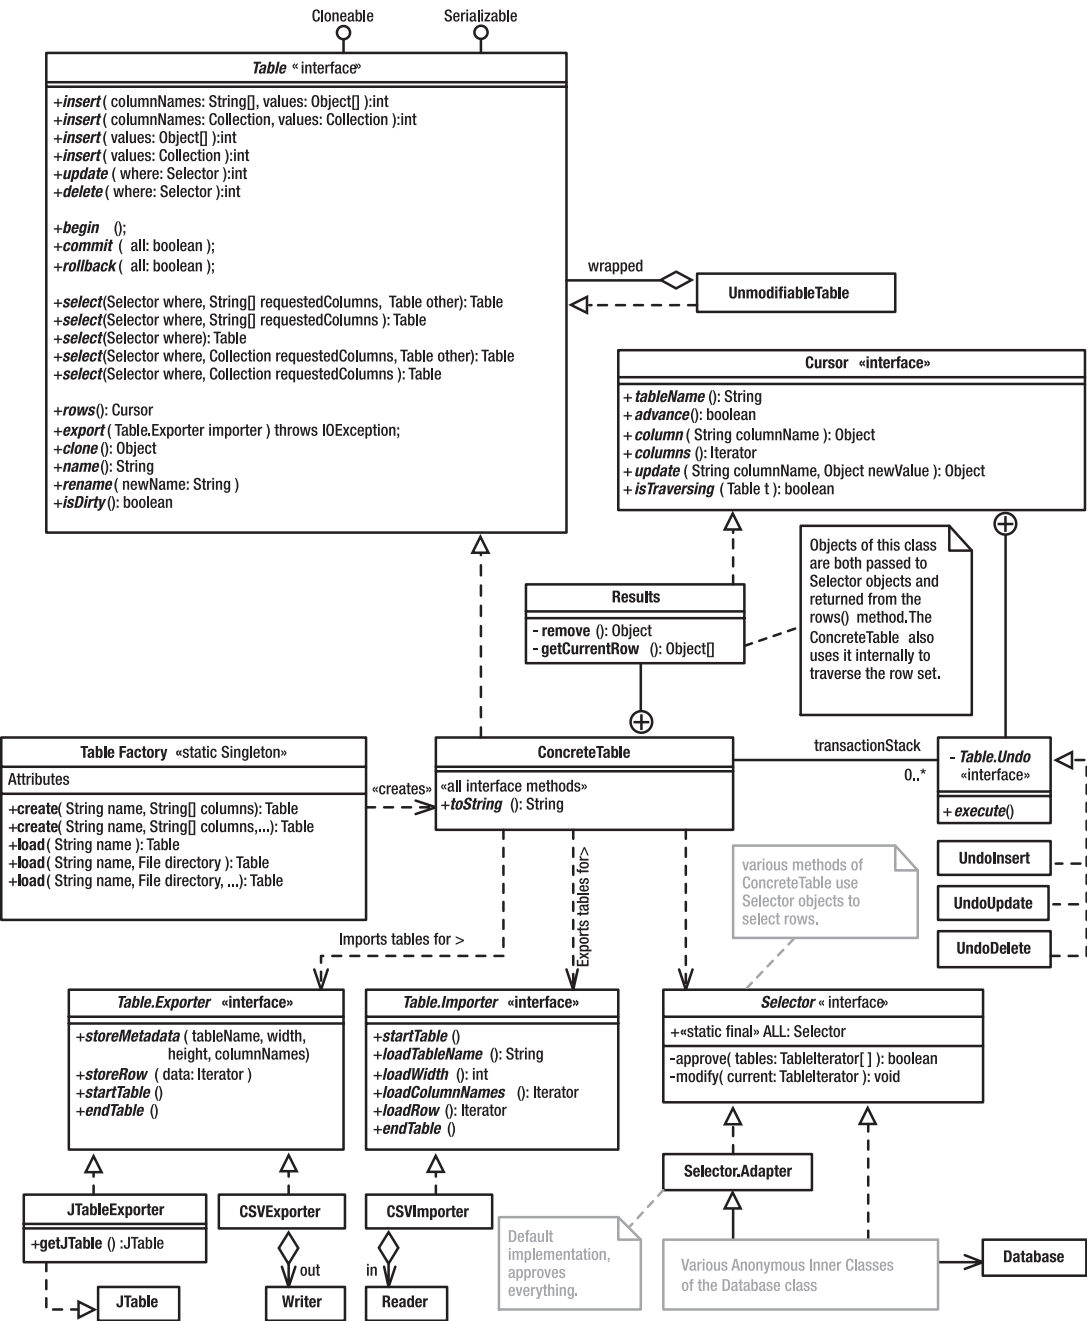 Cloneable
Serializable
Table «interface»
+insert( columnNames: String[], values: Object[] ):int
+insert( columnNames: Collection, values: Collection ):int
+insert( values: Object[] ):int
+insert( values: Collection ):int
+update ( where: Selector ):int
+delete ( where: Selector ):int
+begin ();
+commit ( all: boolean );
+rollback ( all: boolean );
+select(Selector where, String[] requestedColumns, Table other): Table
+select(Selector where, String[] requestedColumns ): Table
+select(Selector where): Table
+select(Selector where, Collection requestedColumns, Table other): Table
+select(Selector where, Collection requestedColumns ): Table
+rows(): Cursor
+export ( Table.Exporter importer ) throws IOException;
+clone (): Object
+name(): String
+rename ( newName: String )
+isDirty(): boolean
wrapped
UnmodifiableTable
Cursor «interface»
+ tableName (): String
+ advance(): boolean
+ column ( String columnName ): Object
+ columns (): Iterator
+ update ( String columnName, Object newValue ): Object
+ isTraversing ( Table t ): boolean
Objects of this class
are both passed to
Selector objects and
returned from the
rows() method.The
ConcreteTable also
uses it internally to
traverse the row set.
Results
- remove (): Object
- getCurrentRow (): Object[]
Table Factory «static Singleton»
Attributes
+create( String name, String[] columns): Table
+create( String name, String[] columns,...): Table
+load ( String name ): Table
+load ( String name, File directory ): Table
+load ( String name, File directory, ...): Table
«creates»
ConcreteTable
«all interface methods»
+toString (): String
transactionStack
0..*
- Table.Undo
«interface»
+ execute()
UndoInsert
UndoUpdate
UndoDelete
various methods of
ConcreteTable use
Selector objects to
select rows.
Imports tables for >
Exports tables for>
Table.Exporter «interface»
+storeMetadata ( tableName, width,
height, columnNames)
+storeRow ( data: Iterator )
+startTable ()
+endTable ()
Table.Importer «interface»
+startTable ()
+loadTableName (): String
+loadWidth (): int
+loadColumnNames (): Iterator
+loadRow (): Iterator
+endTable ()
Selector « interface»
+«static final» ALL: Selector
-approve( tables: TableIterator[ ] ): boolean
-modify( current: TableIterator ): void
JTableExporter
+getJTable () :JTable
JTable
CSVExporter
out
Writer
CSVImporter
in
Reader
Selector.Adapter
Default
implementation,
approves
everything.
Various Anonymous Inner Classes
of the Database class
Database